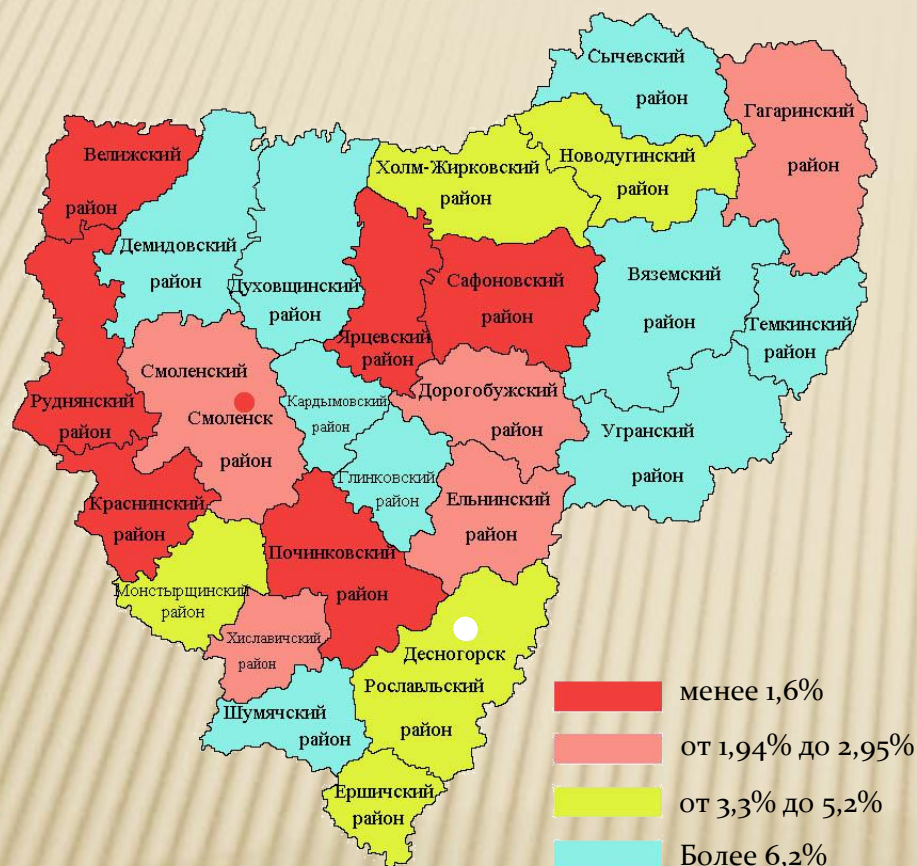 Сычевский
район
Гагаринский
район
Велижский
район
Холм-Жирковский
район
Новодугинский
район
Демидовский
район
Духовщинский
район
Сафоновский
район
Вяземский
район
Ярцевский
район
Темкинский
район
Смоленский
Смоленск
район
Руднянский
район
Кардымовский
район
Дорогобужский
район
Угранский
район
Глинковский
район
Ельнинский
район
Краснинский
район
Починковский
район
Монстырщинский
район
Хиславичский
район
Десногорск
Рославльский
район
Шумячский
район
Ершичский
район
менее 1,6%
от 1,94% до 2,95%
от 3,3% до 5,2%
Более 6,2%